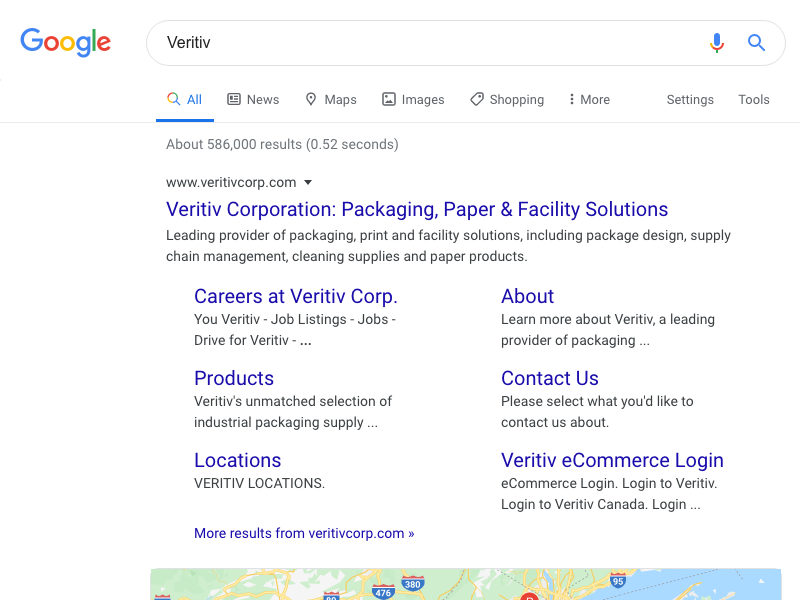 Google
Veritiv
All News Maps Images Shopping More Settings Tools
About 586,000 results (0.52 seconds)
www.veritivcorp.com
Veritiv Corporation: Packaging, Paper & Facility Solutions
Leading provider of packaging, print and facility solutions, including package design, supply
chain management, cleaning supplies and paper products.
Careers at Veritiv Corp.
You Veritiv - Job Listings - Jobs -
Drive for Veritiv - ...
About
Learn more about Veritiv, a leading
provider of packaging ...
Products
Veritiv's unmatched selection of
industrial packaging supply ...
Contact Us
Please select what you'd like to
contact us about.
Locations
VERITIV LOCATIONS.
Veritiv eCommerce Login
eCommerce Login. Login to Veritiv.
Login to Veritiv Canada. Login ...
More results from veritivcorp.com »
380
476
95